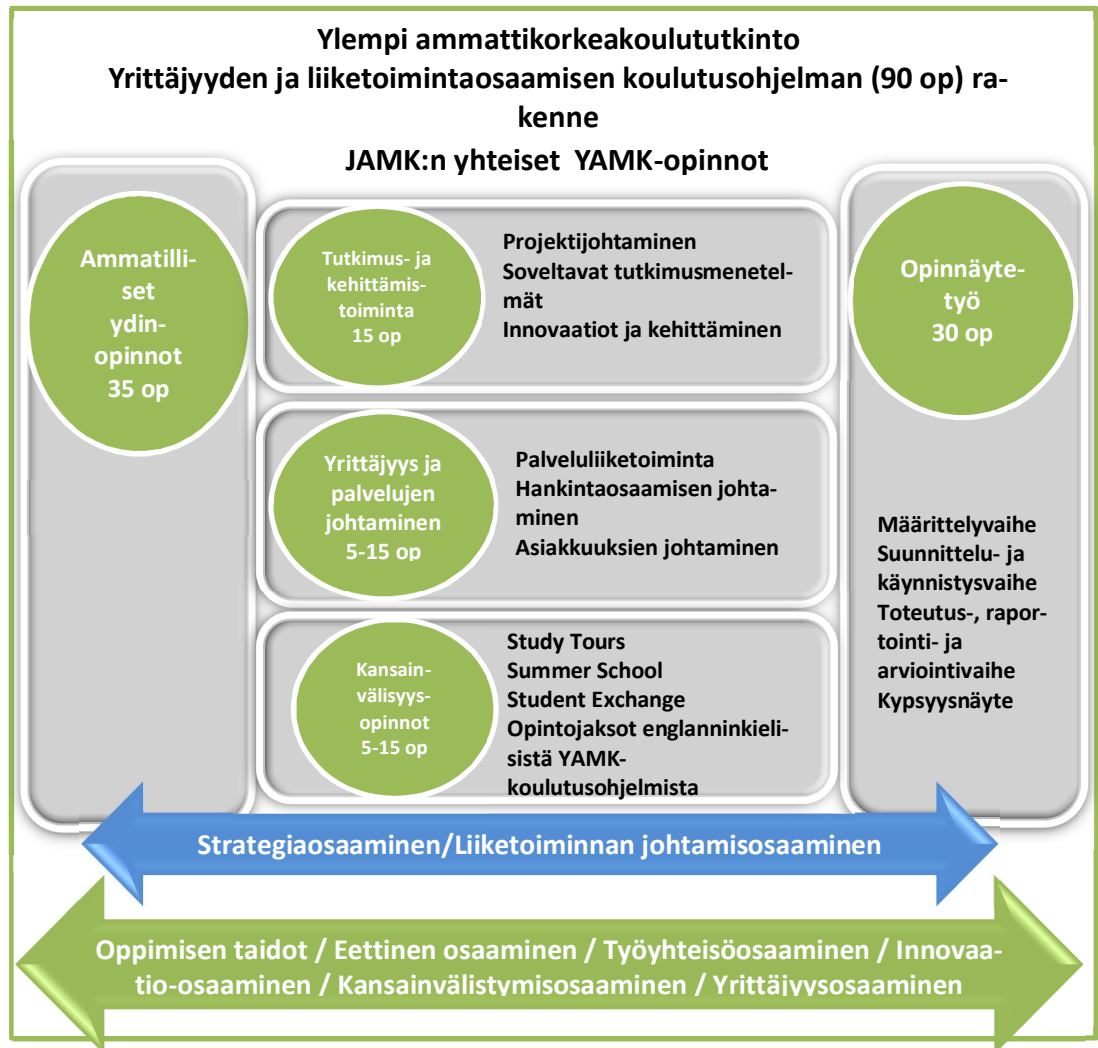 Ylempi ammattikorkeakoulututkinto
Yrittäjyyden ja liiketoimintaosaamisen koulutusohjelman (90 op) ra-
kenne
JAMK:n yhteiset YAMK-opinnot
Ammatilli-
set
ydin-
opinnot
35 op
Tutkimus- ja
kehittämis-
toiminta
15 op
Projektijohtaminen
Soveltavat tutkimusmenetel-
mät
Innovaatiot ja kehittäminen
Yrittäjyys ja
palvelujen
johtaminen
5-15 op
Palveluliiketoiminta
Hankintaosaamisen johta-
minen
Asiakkuuksien johtaminen
Kansain-
välisyys-
opinnot
5-15 op
Study Tours
Summer School
Student Exchange
Opintojaksot englanninkieli-
sistä YAMK-
koulutusohjelmista
Opinnäyte-
työ
30 op
Määrittelyvaihe
Suunnittelu- ja
käynnistysvaihe
Toteutus-, rapor-
tointi- ja
arviointivaihe
Kypsyysnäyte
Strategiaosaaminen/Liiketoiminnan johtamisosaaminen
Oppimisen taidot / Eettinen osaaminen / Työyhteisöosaaminen / Innovaa-
tio-osaaminen / Kansainvälistymisosaaminen / Yrittäjyysosaaminen